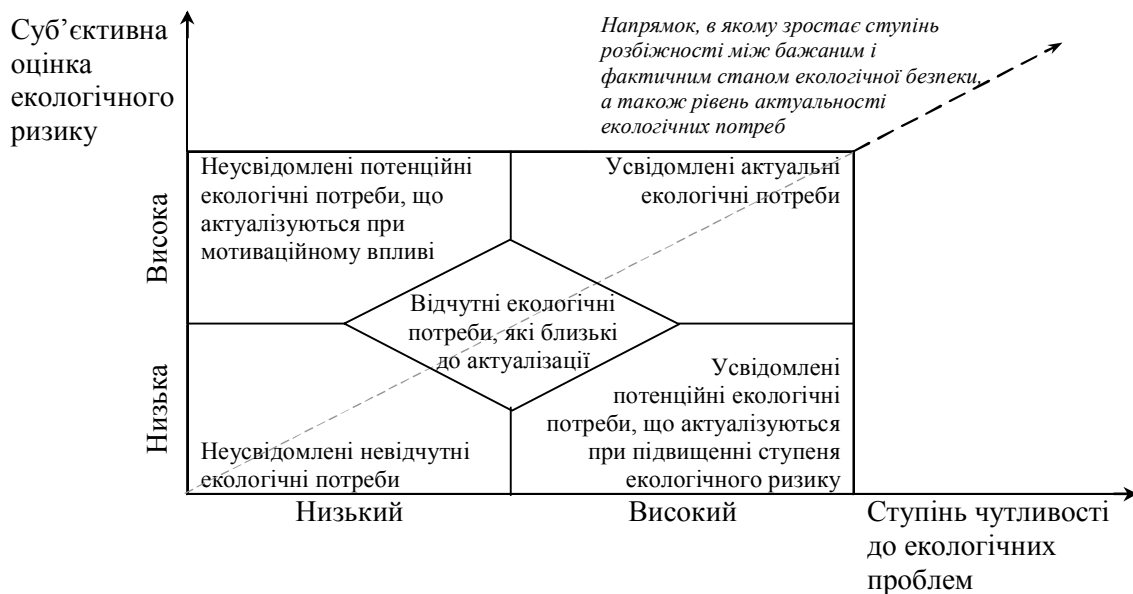 Суб’єктивна
оцінка
екологічного
ризику
Напрямок, в якому зростає ступінь
розбіжності між бажаним і
фактичним станом екологічної безпеки,
а також рівень актуальності
екологічних потреб
Висока
Неусвідомлені потенційні
екологічні потреби, що
актуалізуються при
мотиваційному впливі
Усвідомлені актуальні
екологічні потреби
Відчутні екологічні
потреби, які близькі
до актуалізації
Низька
Неусвідомлені невідчутні
екологічні потреби
Усвідомлені
потенційні екологічні
потреби, що актуалізуються
при підвищенні ступеня
екологічного ризику
Низький
Високий
Ступінь чутливості
до екологічних
проблем